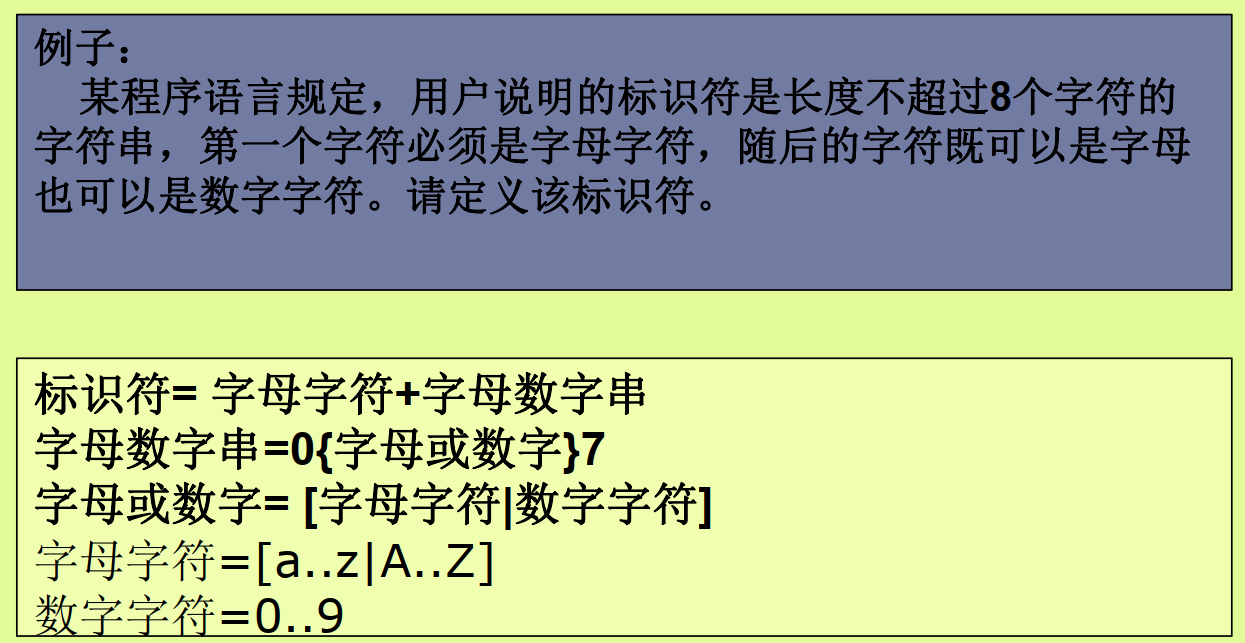 例子：
某程序语言规定，用户说明的标识符是长度不超过8个字符的
字符串，第一个字符必须是字母字符，随后的字符既可以是字母
也可以是数字字符。请定义该标识符。
标识符= 字母字符+字母数字串
字母数字串=0{字母或数字}7
字母或数字= [字母字符|数字字符]
字母字符=[a..z|A..Z]
数字字符=0..9